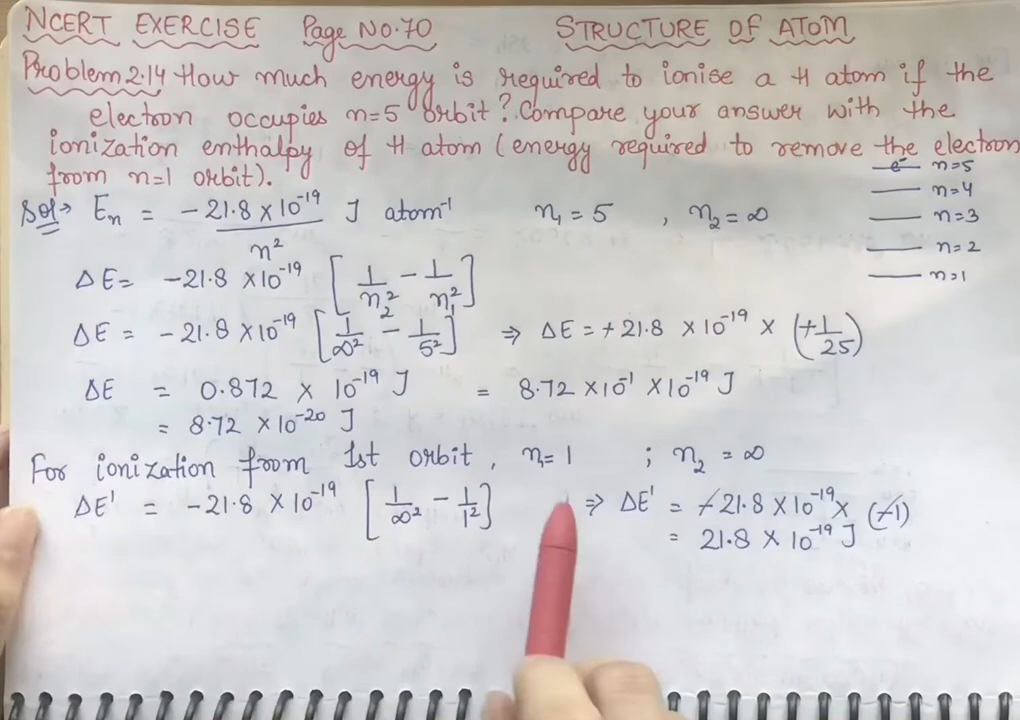 NCERT EXERCISE Page No.70 STRUCTURE OF ATOM
Problem 2.14 How much energy is required to ionise a H atom if the
electron occupies n=5 orbit? Compare your answer with the
ionization enthalpy of H atom (energy required to remove the electron
from n=1 orbit).
e⁻ n=5
n=4
n=3
n=2
n=1
Sol→ En = -21.8 × 10⁻¹⁹ / n² J atom⁻¹ n₁ = 5 , n₂ = ∞
ΔE = -21.8 × 10⁻¹⁹ [1/n₂² - 1/n₁²]
ΔE = -21.8 × 10⁻¹⁹ [1/∞² - 1/5²] ⇒ ΔE = + 21.8 × 10⁻¹⁹ × (+1/25)
ΔE = 0.872 × 10⁻¹⁹ J = 8.72 × 10⁻¹ × 10⁻¹⁹ J
= 8.72 × 10⁻²⁰ J
For ionization from 1st orbit, n₁= 1 ; n₂ = ∞
ΔE' = -21.8 × 10⁻¹⁹ [1/∞² - 1/1²] ⇒ ΔE' = -21.8 × 10⁻¹⁹ × (-1)
= 21.8 × 10⁻¹⁹ J